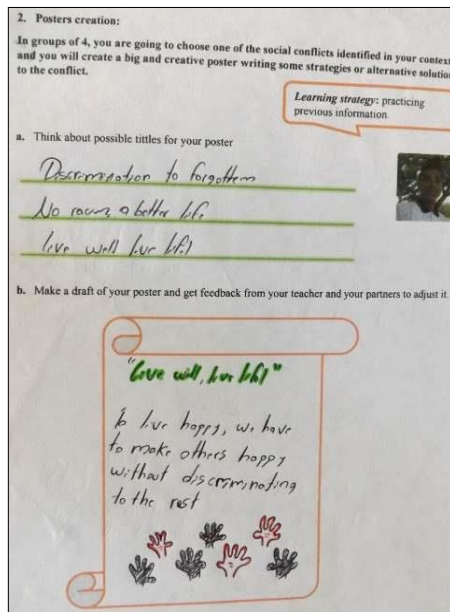 2. Posters creation:
In groups of 4, you are going to choose one of the social conflicts identified in your context
and you will create a big and creative poster writing some strategies or alternative solutio
to the conflict.
Learning strategy: practicing
previous information.
a. Think about possible tittles for your poster
Discrimination to forgotten
No racims a better life
live well live life!
b. Make a draft of your poster and get feedback from your teacher and your partners to adjust it.
"live well, live life!"
To live happy, we have
to make others happy
without discriminating
to the rest